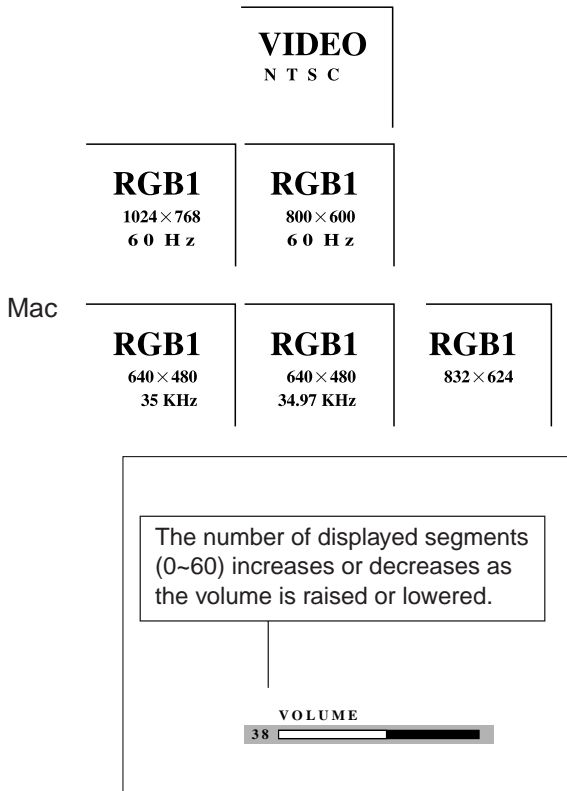 VIDEO
N T S C
RGB1
1024×768
60 Hz
RGB1
800×600
60 Hz
Mac
RGB1
640×480
35 KHz
RGB1
640×480
34.97 KHz
RGB1
832×624
The number of displayed segments
(0~60) increases or decreases as
the volume is raised or lowered.
VOLUME
38